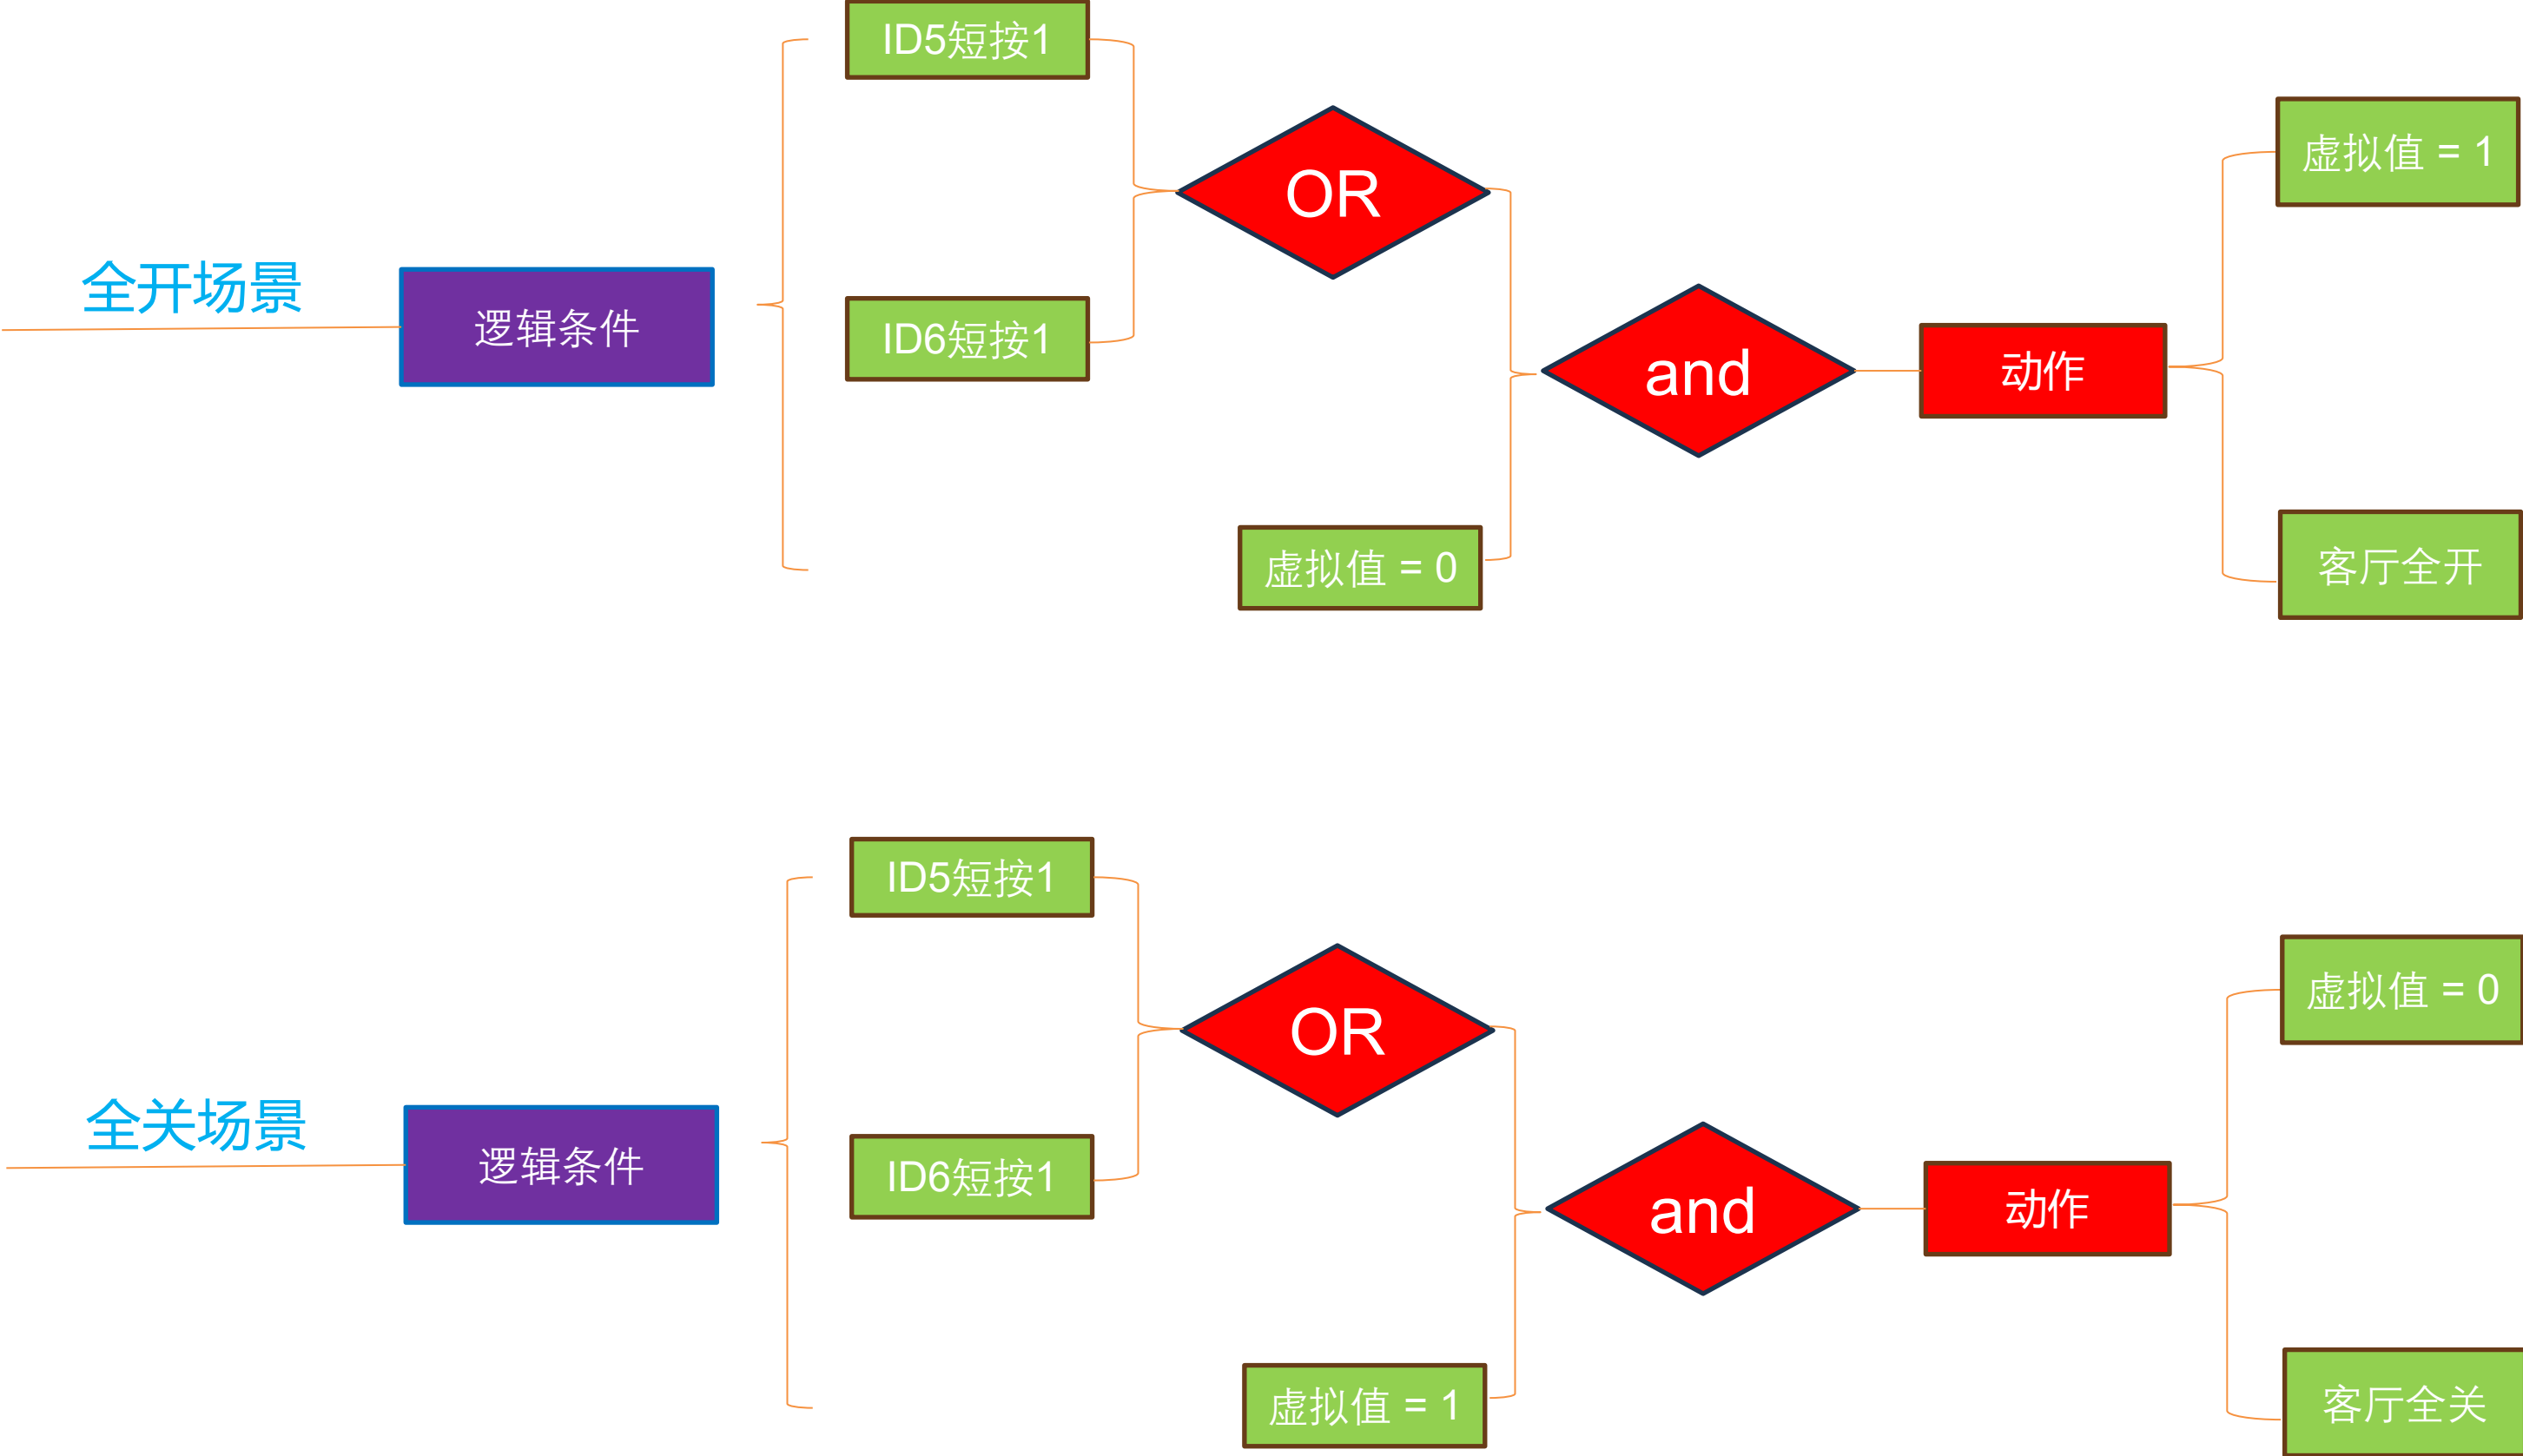 全开场景
逻辑条件
ID5短按1
ID6短按1
OR
虚拟值 = 0
and
动作
虚拟值 = 1
客厅全开
全关场景
逻辑条件
ID5短按1
ID6短按1
OR
虚拟值 = 1
and
动作
虚拟值 = 0
客厅全关